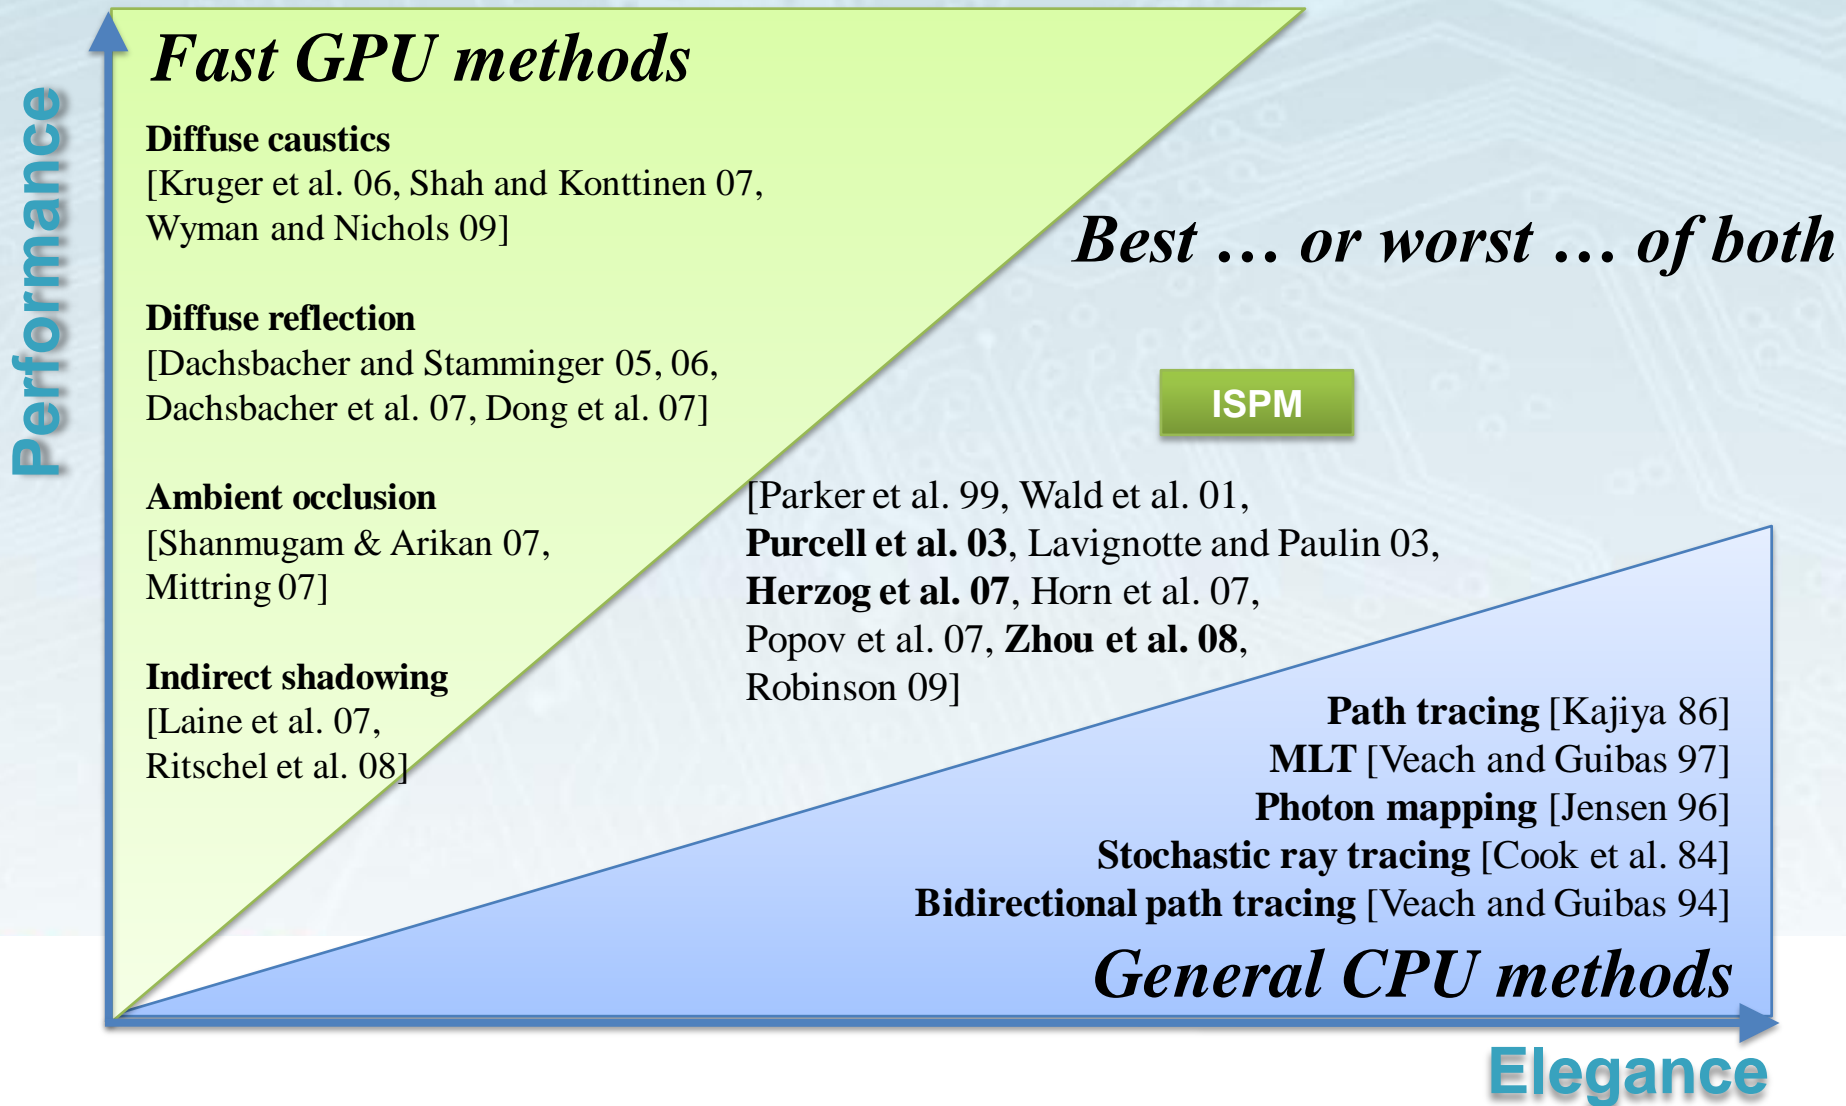 Performance
Fast GPU methods
Diffuse caustics
[Kruger et al. 06, Shah and Konttinen 07,
Wyman and Nichols 09]
Diffuse reflection
[Dachsbacher and Stamminger 05, 06,
Dachsbacher et al. 07, Dong et al. 07]
Ambient occlusion
[Shanmugam & Arikan 07,
Mittring 07]
Indirect shadowing
[Laine et al. 07,
Ritschel et al. 08]
Best … or worst … of both
ISPM
[Parker et al. 99, Wald et al. 01,
Purcell et al. 03, Lavignotte and Paulin 03,
Herzog et al. 07, Horn et al. 07,
Popov et al. 07, Zhou et al. 08,
Robinson 09]
Path tracing [Kajiya 86]
MLT [Veach and Guibas 97]
Photon mapping [Jensen 96]
Stochastic ray tracing [Cook et al. 84]
Bidirectional path tracing [Veach and Guibas 94]
General CPU methods
Elegance